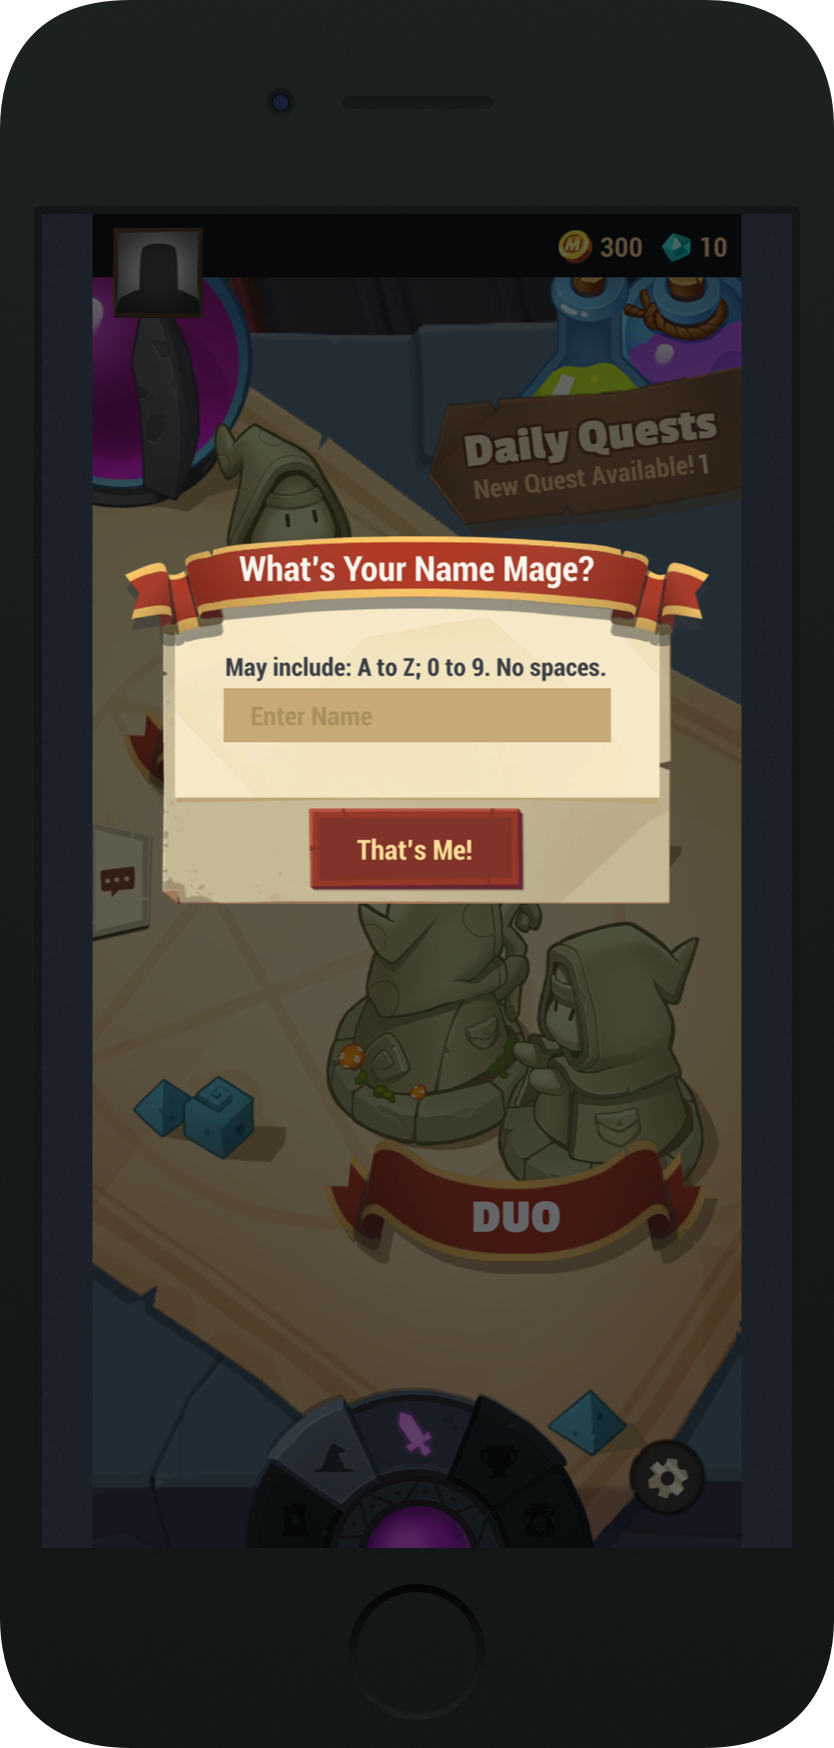 300 10
Daily Quests
New Quest Available! 1
What's Your Name Mage?
May include: A to Z; 0 to 9. No spaces.
Enter Name
That's Me!
DUO